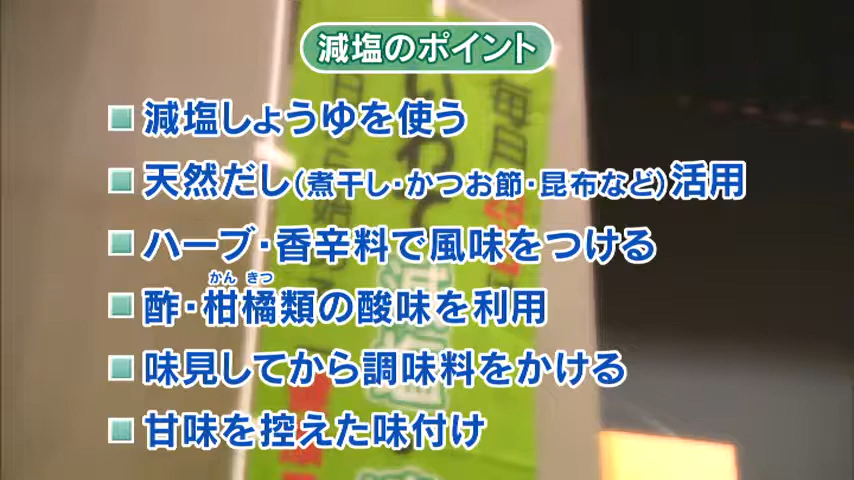 減塩のポイント
減塩しょうゆを使う
天然だし(煮干し・かつお節・昆布など)活用
ハーブ・香辛料で風味をつける
かん きつ
酢・柑橘類の酸味を利用
味見してから調味料をかける
甘味を控えた味付け